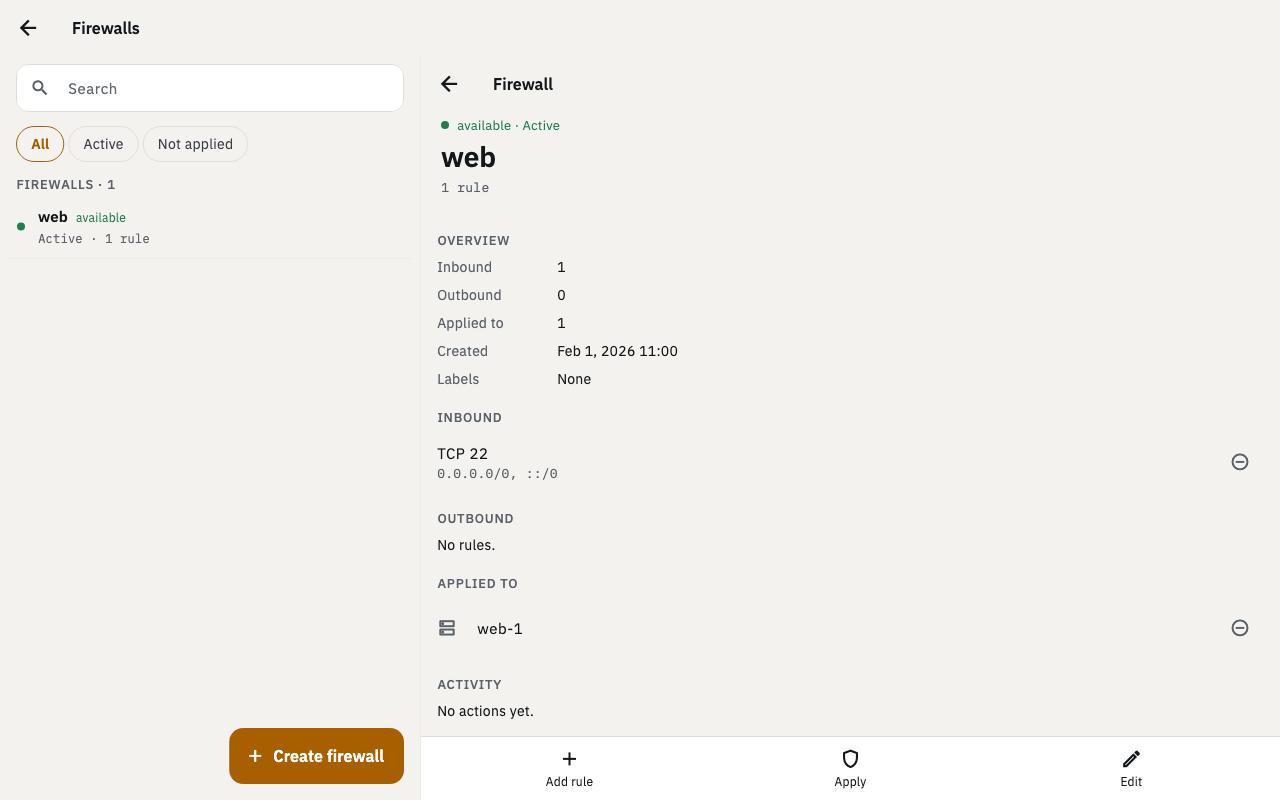 Firewalls
Search
All
Active
Not applied
FIREWALLS · 1
web available
Active · 1 rule
Create firewall
Firewall
available · Active
web
1 rule
OVERVIEW
Inbound 1
Outbound 0
Applied to 1
Created Feb 1, 2026 11:00
Labels None
INBOUND
TCP 22
0.0.0.0/0, ::/0
OUTBOUND
No rules.
APPLIED TO
web-1
ACTIVITY
No actions yet.
Add rule
Apply
Edit